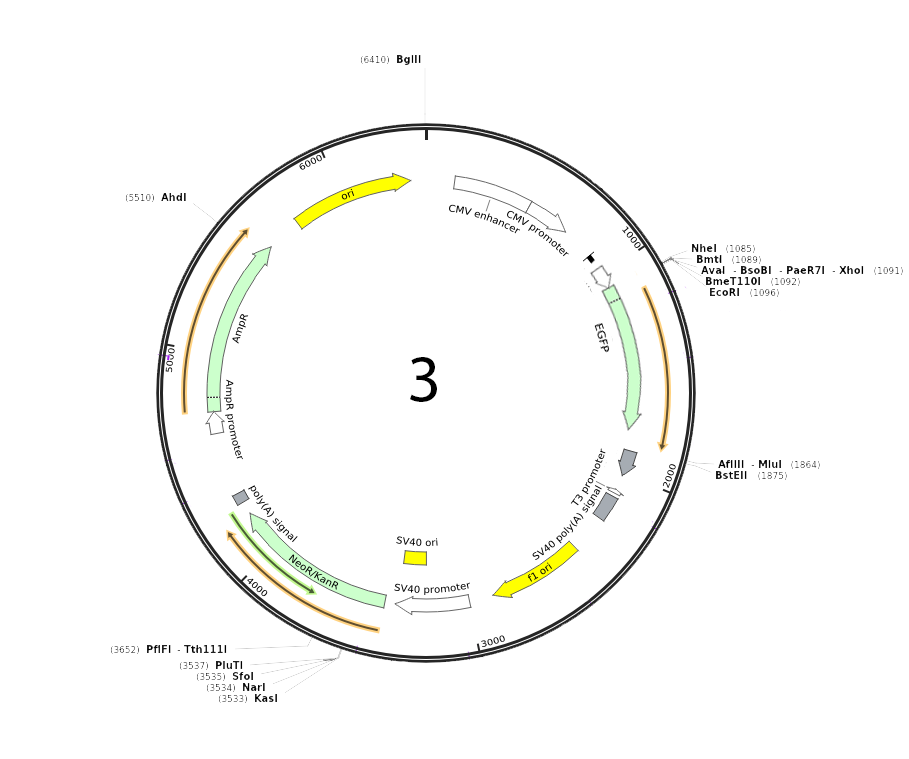 (6410) BglII
6000
ori
CMV enhancer
CMV promoter
1000
(5510) AhdI
NheI (1085)
BmtI (1089)
AvaI - BsoBI - PaeR7I - XhoI (1091)
BmeT110I (1092)
EcoRI (1096)
AmpR
EGFP
5000
3
AmpR promoter
AflIII - MluI (1864)
BstEII (1875)
2000
T3 promoter
SV40 poly(A) signal
poly(A) signal
SV40 ori
f1 ori
NeoR/KanR
SV40 promoter
4000
3000
(3652) PflFI - Tth111I
(3537) PluTI
(3535) SfoI
(3534) NarI
(3533) KasI